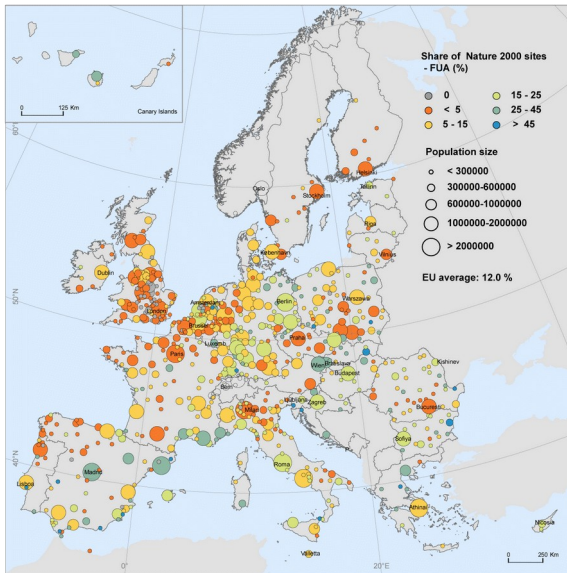 0 125 Km
Canary Islands
Share of Nature 2000 sites
- FUA (%)
0
< 5
5 - 15
15 - 25
25 - 45
> 45
Population size
< 300000
300000-600000
600000-1000000
1000000-2000000
> 2000000
EU average: 12.0 %
60°N
50°N
40°N
0°
20°E
Oslo
Stockholm
Helsinki
Tallinn
Riga
Vilnius
København
Dublin
London
Amsterdam
Berlin
Warszawa
Brussel
Luxemb
Praha
Paris
Wien
Bratislava
Budapest
Kishinev
Bern
Ljubljana
Zagreb
Milan
Bucuresti
Sofiya
Roma
Madrid
Lisboa
Athinai
Valletta
Nicosia
0 250 Km